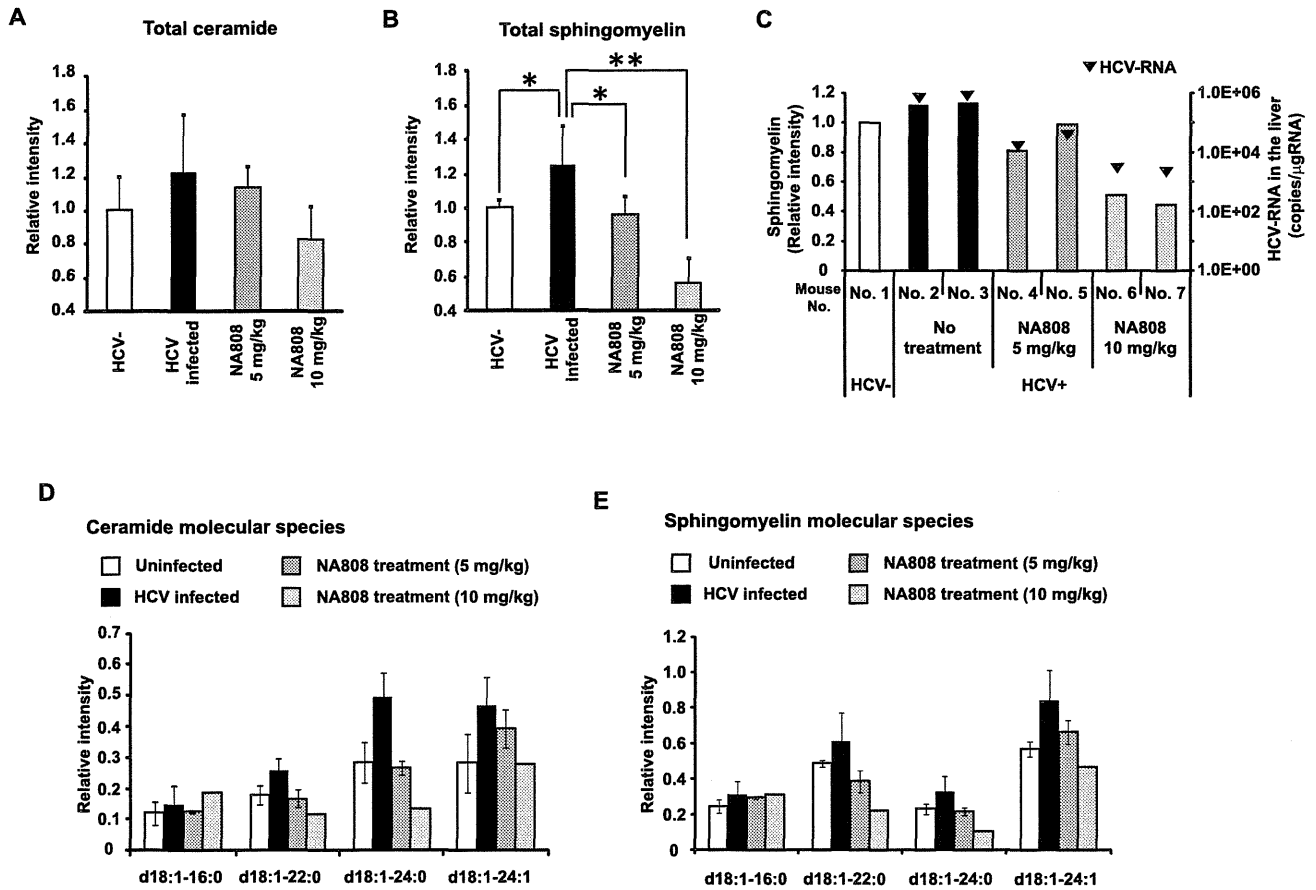 A
Total ceramide
Relative intensity
1.8
1.6
1.4
1.2
1.0
0.8
0.6
0.4
HCV-
HCV infected
NA808 5 mg/kg
NA808 10 mg/kg
B
Total sphingomyelin
Relative intensity
1.8
1.6
1.4
1.2
1.0
0.8
0.6
0.4
*
*
**
HCV-
HCV infected
NA808 5 mg/kg
NA808 10 mg/kg
C
▼HCV-RNA
Sphingomyelin
(Relative intensity)
1.2
1.0
0.8
0.6
0.4
0.2
0
1.0E+06
1.0E+04
1.0E+02
1.0E+00
HCV-RNA in the liver
(copies/µgRNA)
Mouse No.
No. 1
No. 2
No. 3
No. 4
No. 5
No. 6
No. 7
No treatment
NA808 5 mg/kg
NA808 10 mg/kg
HCV-
HCV+
D
Ceramide molecular species
Uninfected
NA808 treatment (5 mg/kg)
HCV infected
NA808 treatment (10 mg/kg)
Relative intensity
0.7
0.6
0.5
0.4
0.3
0.2
0.1
0
d18:1-16:0
d18:1-22:0
d18:1-24:0
d18:1-24:1
E
Sphingomyelin molecular species
Uninfected
NA808 treatment (5 mg/kg)
HCV infected
NA808 treatment (10 mg/kg)
Relative intensity
1.2
1.0
0.8
0.6
0.4
0.2
0
d18:1-16:0
d18:1-22:0
d18:1-24:0
d18:1-24:1